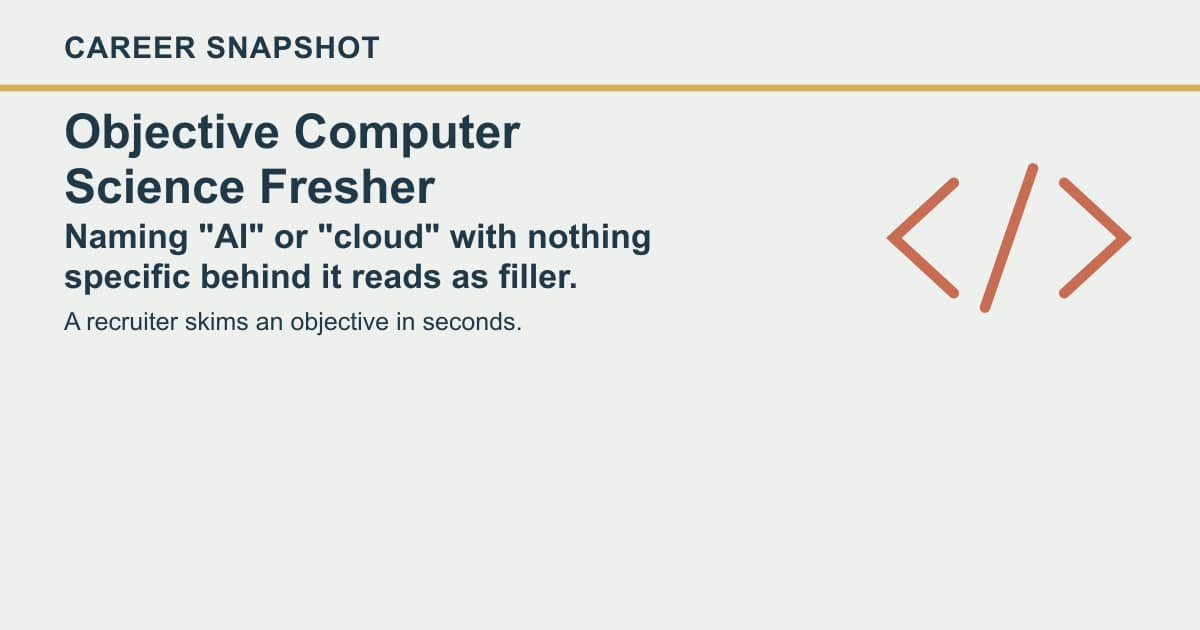 CAREER SNAPSHOT
Objective Computer
Science Fresher
Naming "AI" or "cloud" with nothing
specific behind it reads as filler.
A recruiter skims an objective in seconds.